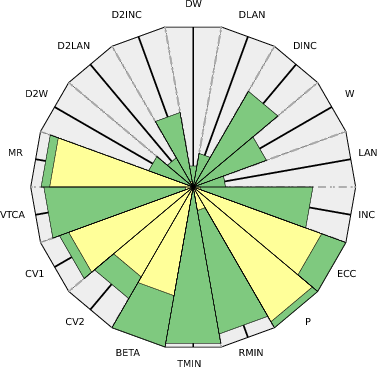 DW
D2INC
DLAN
D2LAN
DINC
D2W
W
MR
LAN
VTCA
INC
CV1
ECC
CV2
P
BETA
RMIN
TMIN